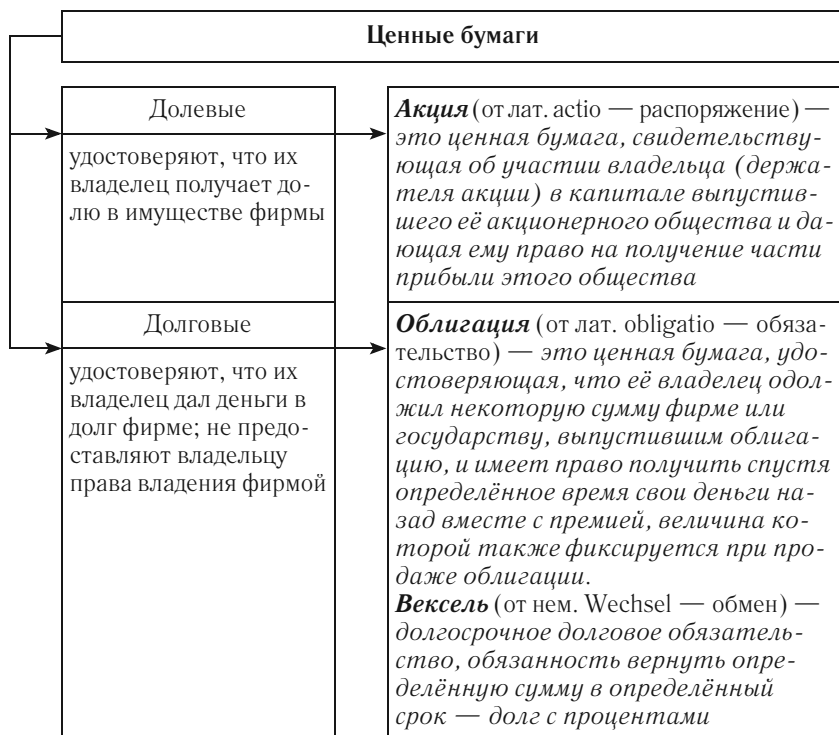 Ценные бумаги
Долевые
удостоверяют, что их
владелец получает до-
лю в имуществе фирмы
Акция (от лат. actio — распоряжение) —
это ценная бумага, свидетельству-
ющая об участии владельца (держа-
теля акции) в капитале выпустив-
шего её акционерного общества и да-
ющая ему право на получение части
прибыли этого общества
Долговые
удостоверяют, что их
владелец дал деньги в
долг фирме; не предо-
ставляют владельцу
права владения фирмой
Облигация (от лат. obligatio — обяза-
тельство) — это ценная бумага, удо-
стоверяющая, что её владелец одол-
жил некоторую сумму фирме или
государству, выпустившим облига-
цию, и имеет право получить спустя
определённое время свои деньги на-
зад вместе с премией, величина ко-
торой также фиксируется при про-
даже облигации.
Вексель (от нем. Wechsel — обмен) —
долгосрочное долговое обязатель-
ство, обязанность вернуть опре-
делённую сумму в определённый
срок — долг с процентами